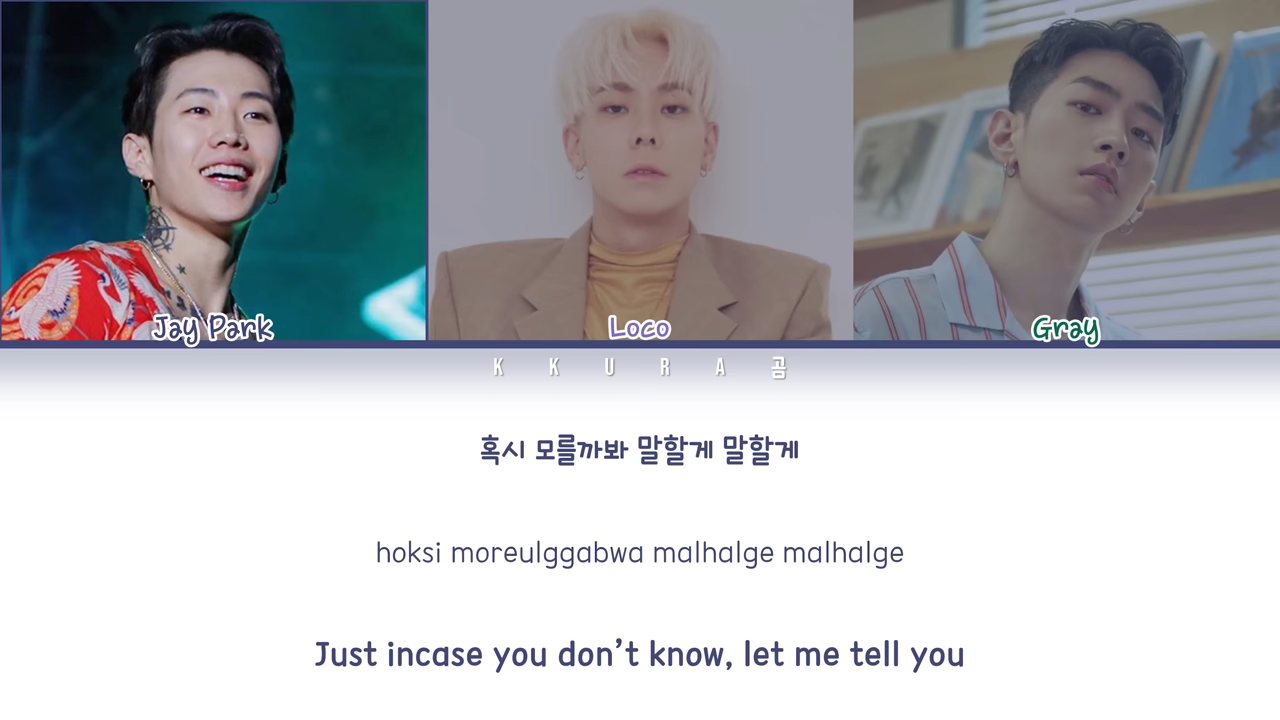 Jay Park
Loco
Gray
K K U R A 곰
혹시 모를까봐 말할게 말할게
hoksi moreulggabwa malhalge malhalge
Just incase you don’t know, let me tell you